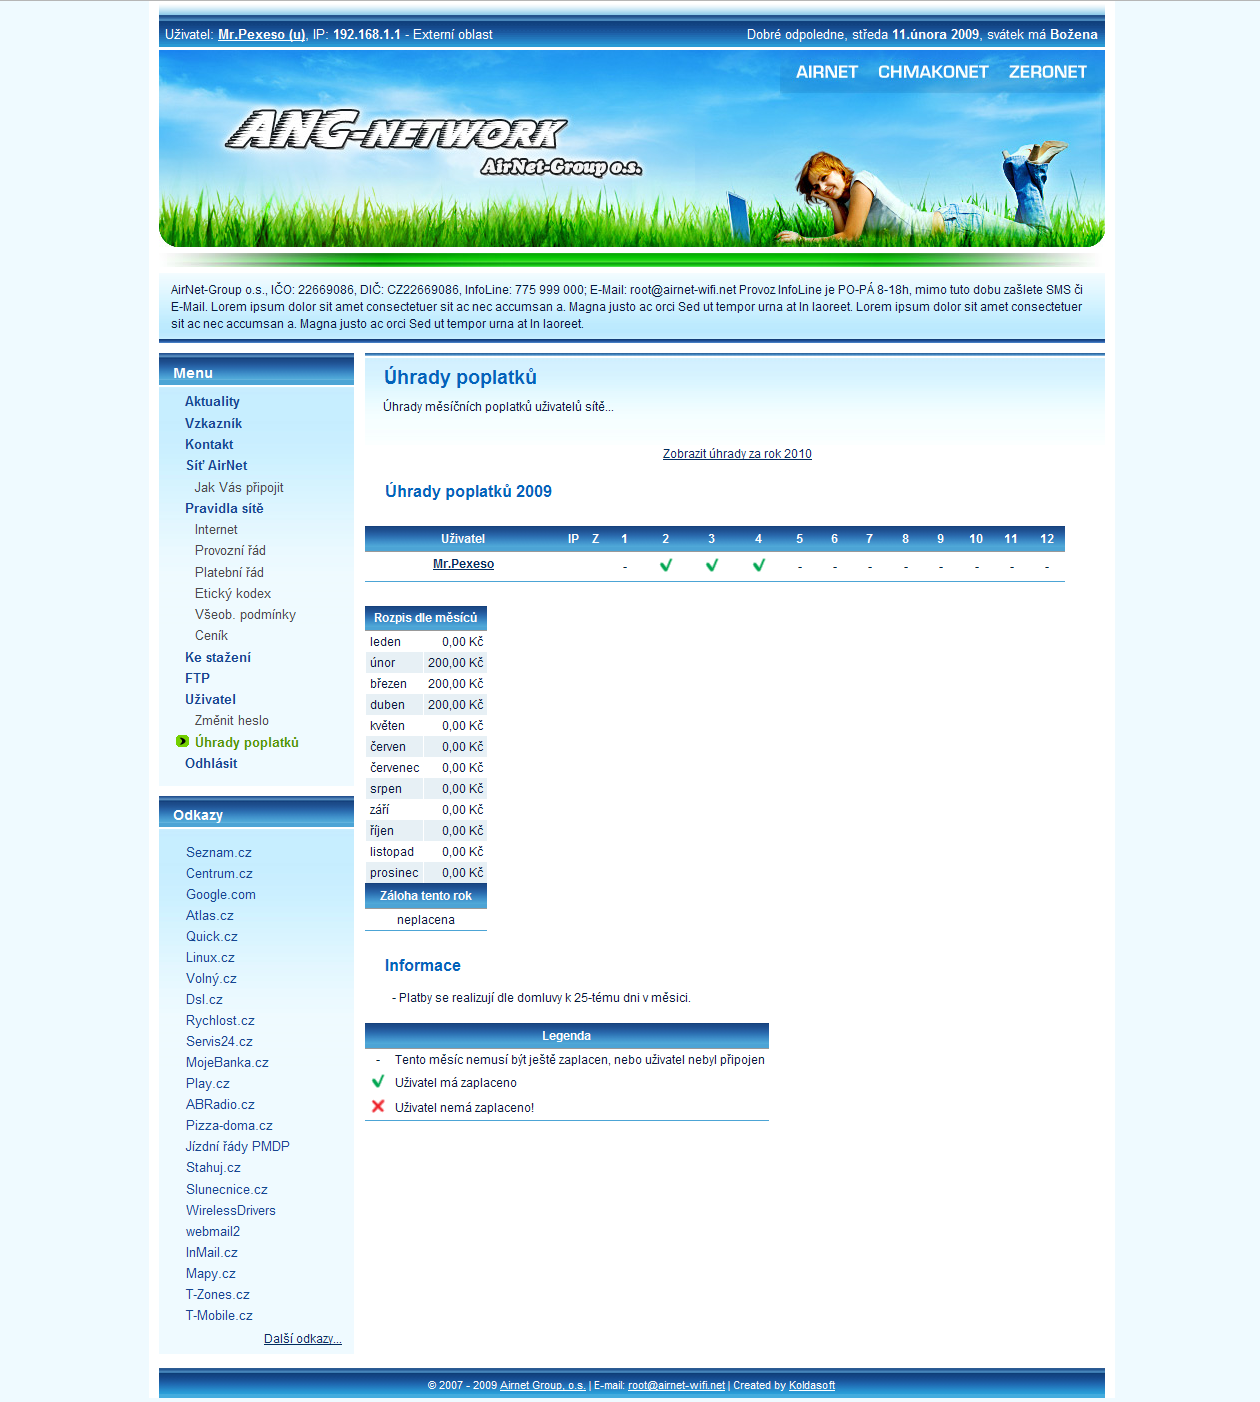 Uživatel: Mr.Pexeso (u), IP: 192.168.1.1 - Externí oblast
Dobré odpoledne, středa 11.února 2009, svátek má Božena
AIRNET CHMAKONET ZERONET
ANG-NETWORK
AirNet-Group o.s.
AirNet-Group o.s., IČO: 22669086, DIČ: CZ22669086, InfoLine: 775 999 000; E-Mail: root@airnet-wifi.net Provoz InfoLine je PO-PÁ 8-18h, mimo tuto dobu zašlete SMS či
E-Mail. Lorem ipsum dolor sit amet consectetuer sit ac nec accumsan a. Magna justo ac orci Sed ut tempor urna at In laoreet. Lorem ipsum dolor sit amet consectetuer
sit ac nec accumsan a. Magna justo ac orci Sed ut tempor urna at In laoreet.
Menu
Aktuality
Vzkazník
Kontakt
Síť AirNet
Jak Vás připojit
Pravidla sítě
Internet
Provozní řád
Platební řád
Etický kodex
Všeob. podmínky
Ceník
Ke stažení
FTP
Uživatel
Změnit heslo
Úhrady poplatků
Odhlásit
Odkazy
Seznam.cz
Centrum.cz
Google.com
Atlas.cz
Quick.cz
Linux.cz
Volný.cz
Dsl.cz
Rychlost.cz
Servis24.cz
MojeBanka.cz
Play.cz
ABRadio.cz
Pizza-doma.cz
Jízdní řády PMDP
Stahuj.cz
Slunecnice.cz
WirelessDrivers
webmail2
InMail.cz
Mapy.cz
T-Zones.cz
T-Mobile.cz
Další odkazy...
Úhrady poplatků
Úhrady měsíčních poplatků uživatelů sítě...
Zobrazit úhrady za rok 2010
Úhrady poplatků 2009
Uživatel IP Z 1 2 3 4 5 6 7 8 9 10 11 12
Mr.Pexeso - - - - - - - - -
Rozpis dle měsíců
leden 0,00 Kč
únor 200,00 Kč
březen 200,00 Kč
duben 200,00 Kč
květen 0,00 Kč
červen 0,00 Kč
červenec 0,00 Kč
srpen 0,00 Kč
září 0,00 Kč
říjen 0,00 Kč
listopad 0,00 Kč
prosinec 0,00 Kč
Záloha tento rok
neplacena
Informace
- Platby se realizují dle domluvy k 25-tému dni v měsici.
Legenda
- Tento měsíc nemusí být ještě zaplacen, nebo uživatel nebyl připojen
Uživatel má zaplaceno
Uživatel nemá zaplaceno!
© 2007 - 2009 Airnet Group, o.s. | E-mail: root@airnet-wifi.net | Created by Koldasoft